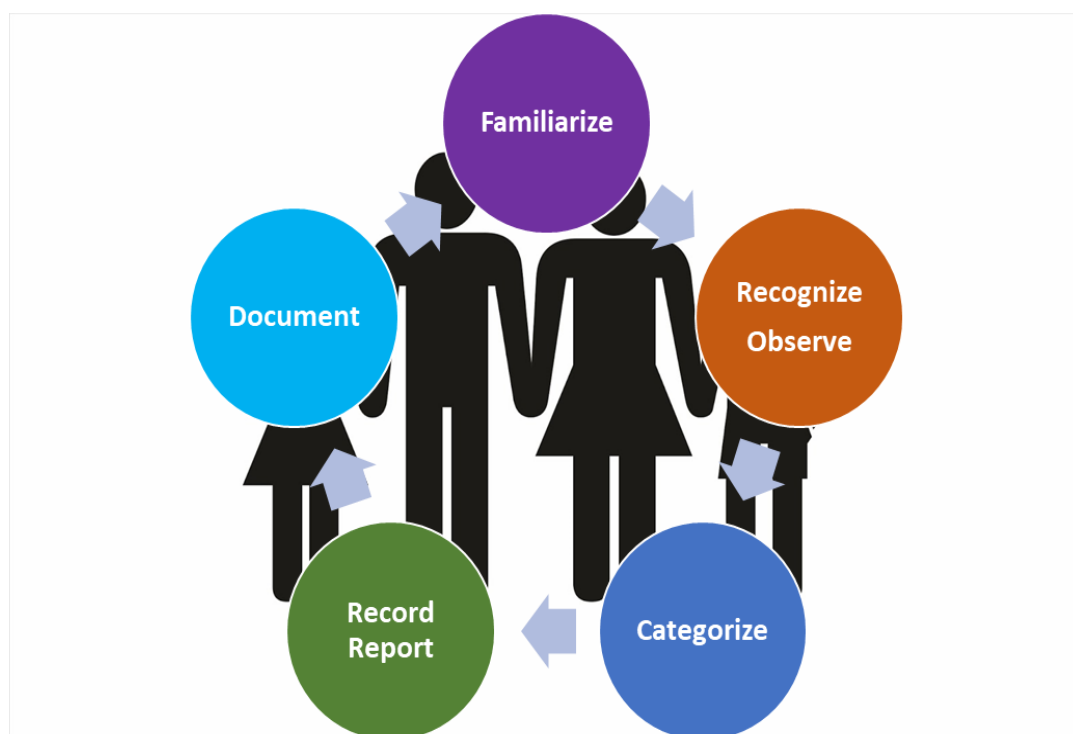 Familiarize
Recognize
Observe
Categorize
Record
Report
Document